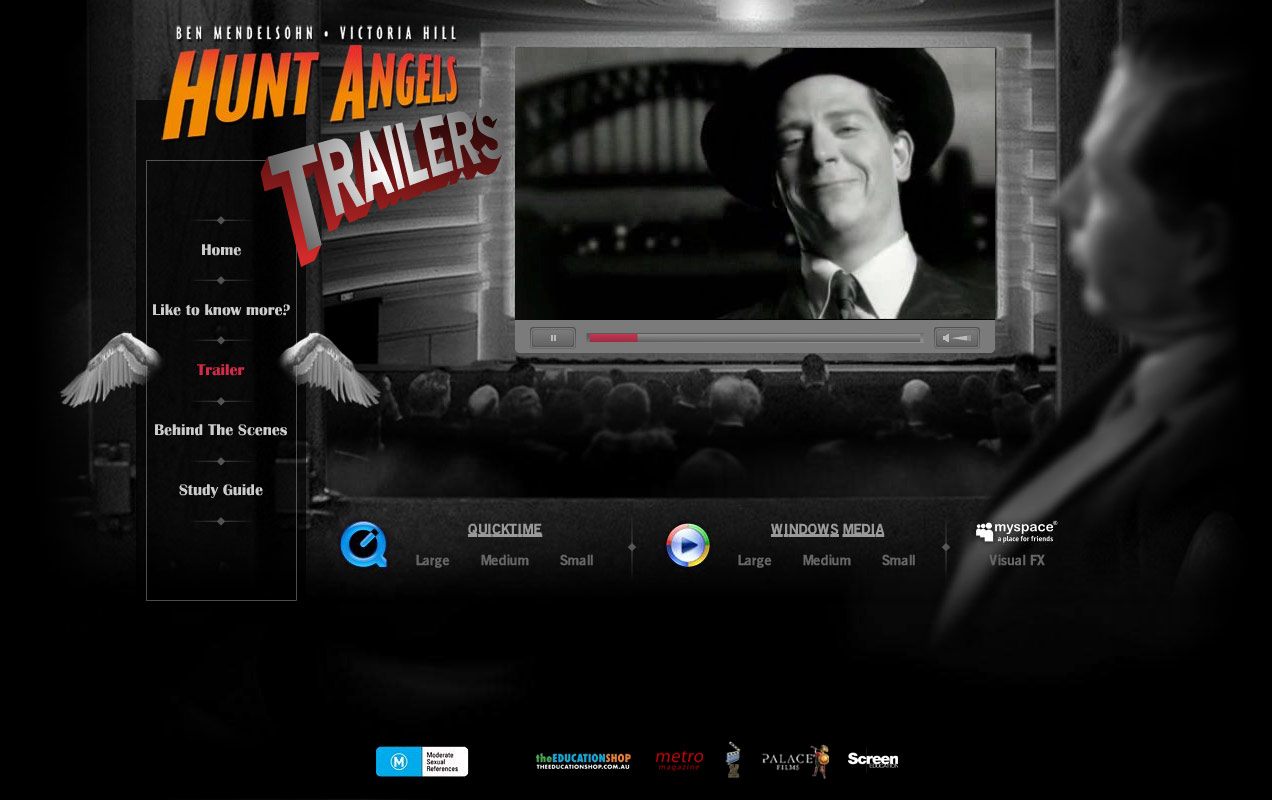 BEN MENDELSOHN • VICTORIA HILL
HUNT ANGELS
TRAILERS
Home
Like to know more?
Trailer
Behind The Scenes
Study Guide
EXIT
QUICKTIME
Large Medium Small
WINDOWS MEDIA
Large Medium Small
myspace®
a place for friends
Visual FX
M
Moderate
Sexual
References
theEDUCATIONSHOP
THEEDUCATIONSHOP.COM.AU
metro
magazine
PALACE
FILMS
Screen
EDUCATION